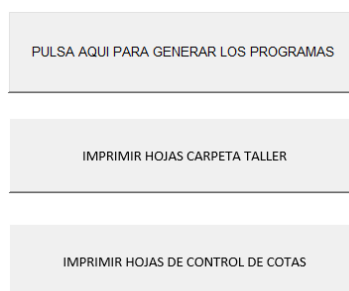 PULSA AQUI PARA GENERAR LOS PROGRAMAS
IMPRIMIR HOJAS CARPETA TALLER
IMPRIMIR HOJAS DE CONTROL DE COTAS